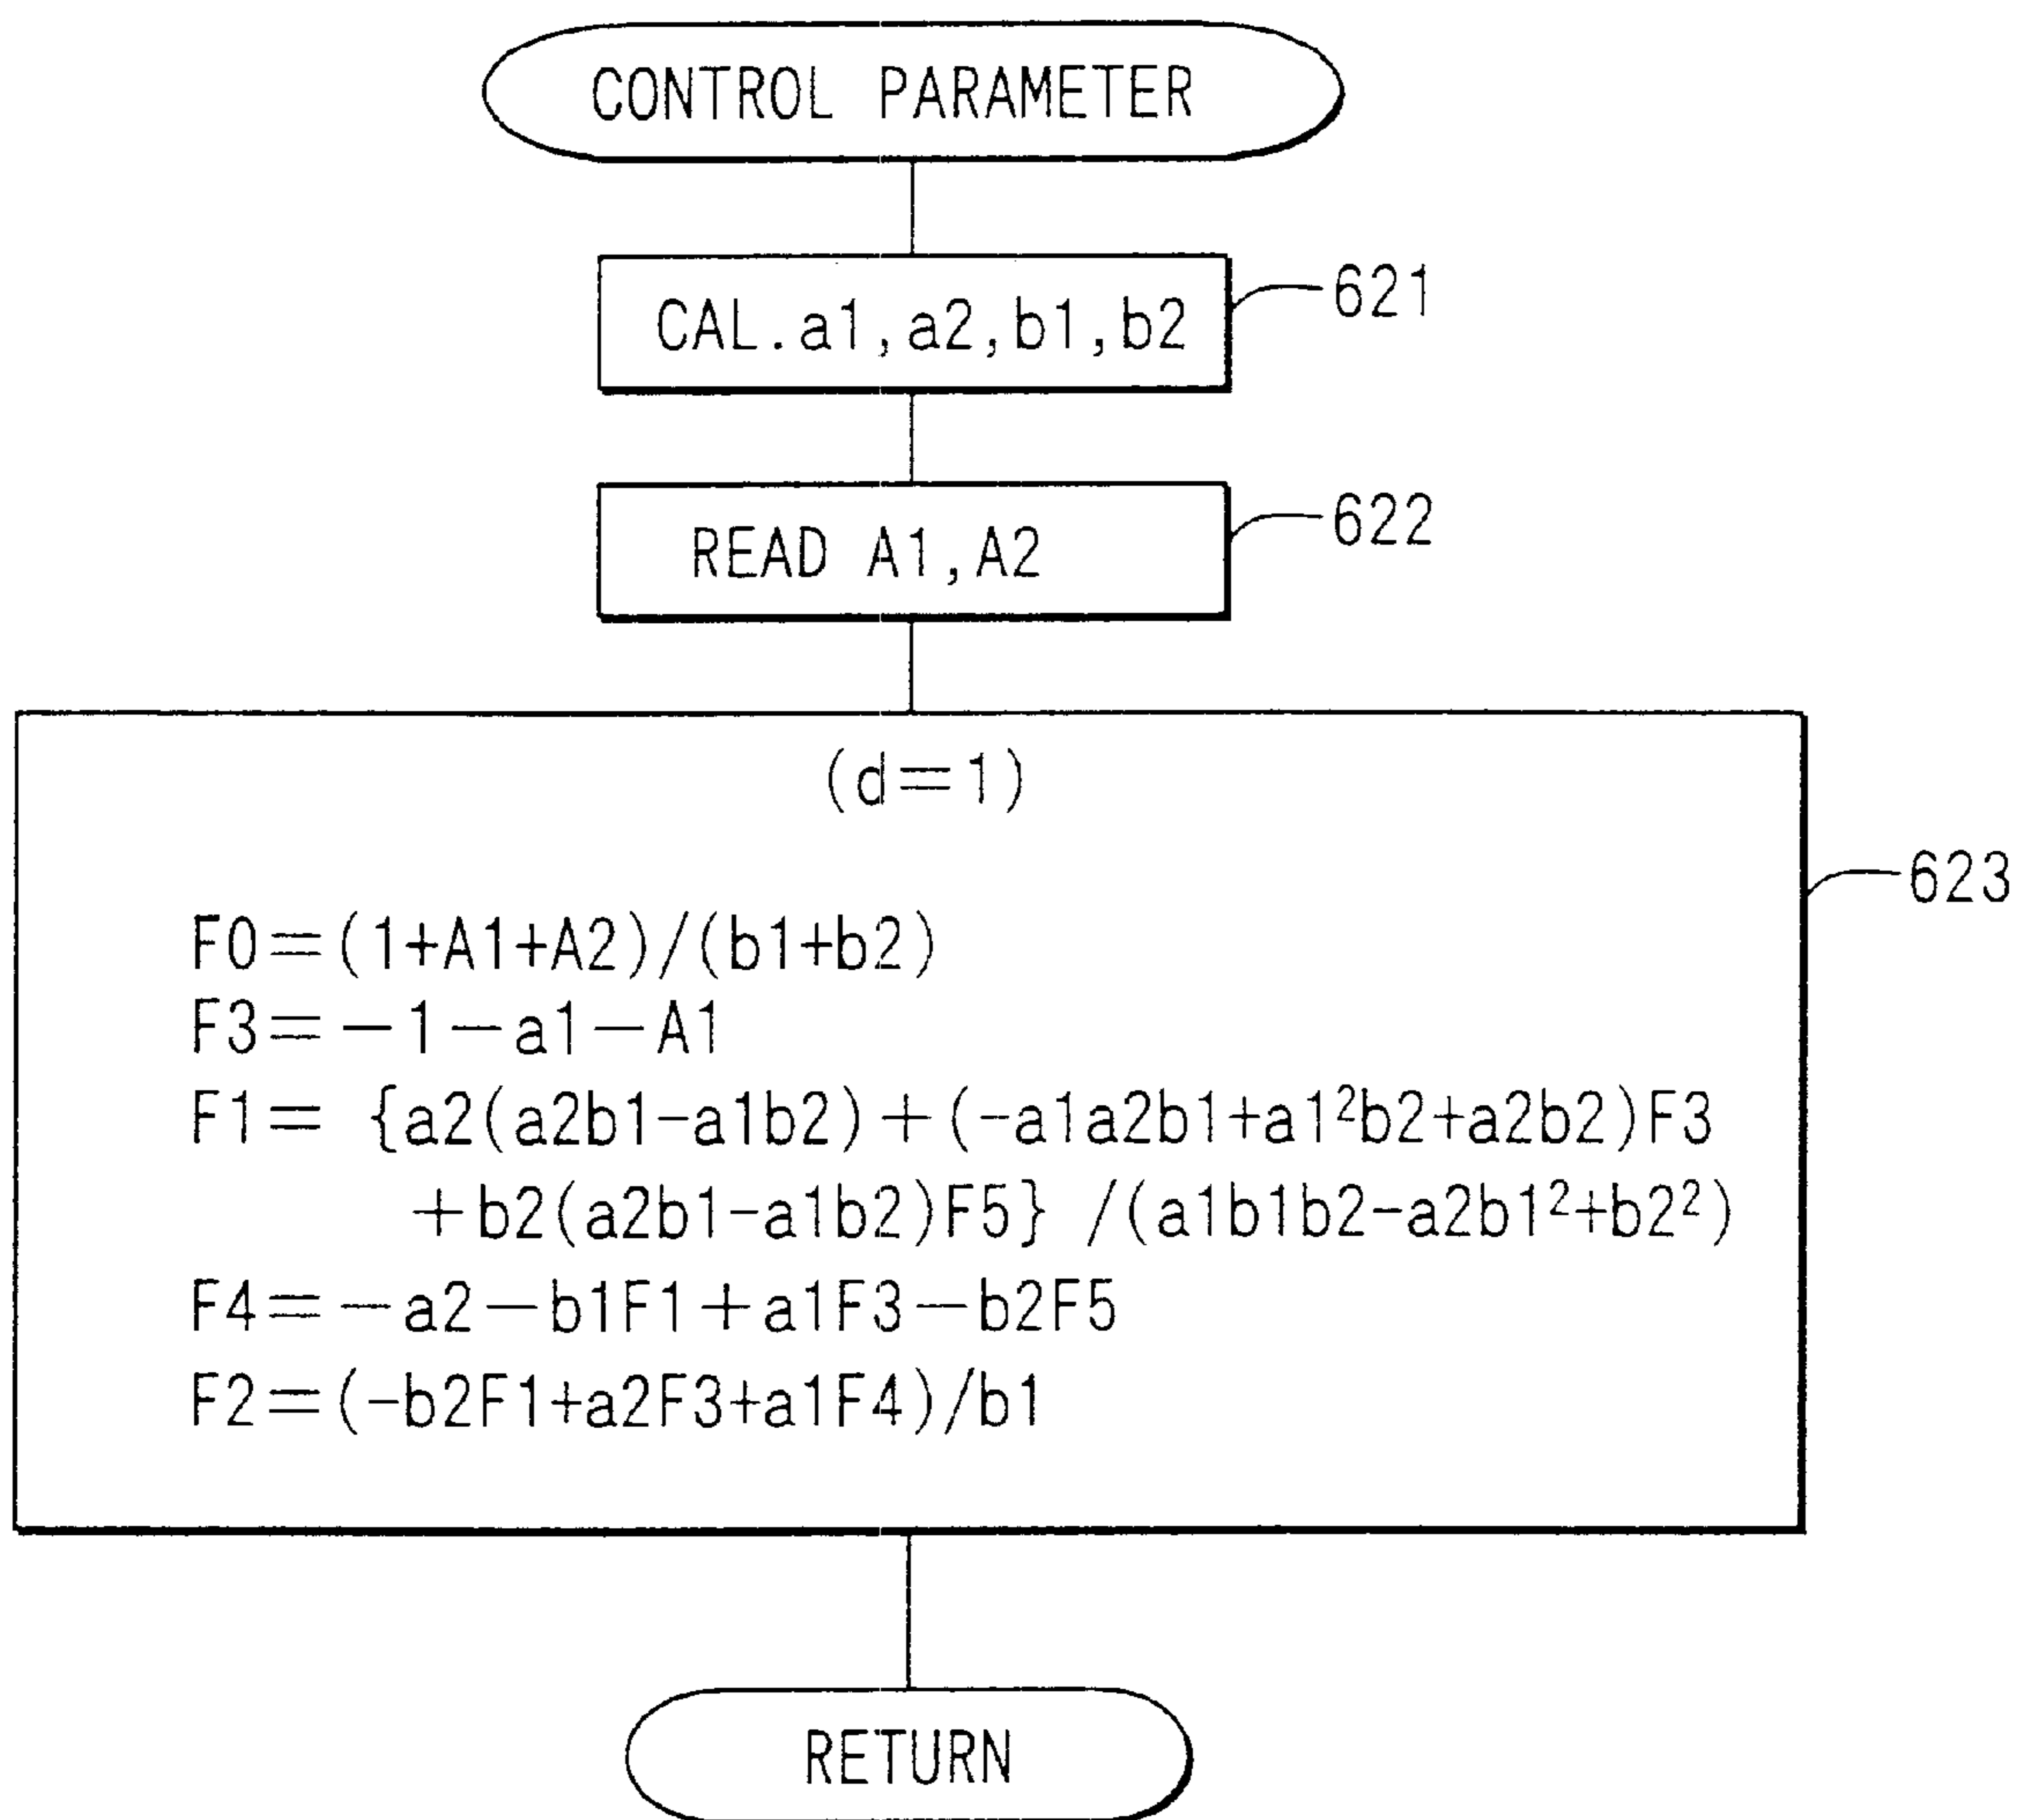 CONTROL PARAMETER
CAL.a1,a2,b1,b2
621
READ A1,A2
622
(d=1)
623
F0=(1+A1+A2)/(b1+b2)
F3=-1-a1-A1
F1= {a2(a2b1-a1b2)+(-a1a2b1+a1²b2+a2b2)F3
+b2(a2b1-a1b2)F5} /(a1b1b2-a2b1²+b2²)
F4=-a2-b1F1+a1F3-b2F5
F2=(-b2F1+a2F3+a1F4)/b1
RETURN